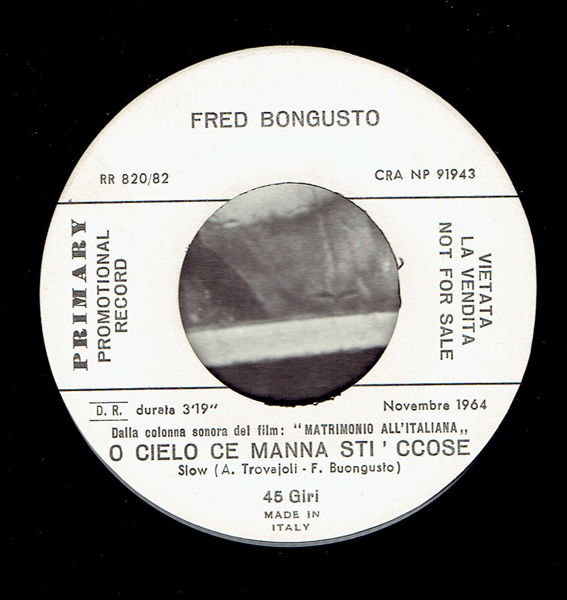 FRED BONGUSTO
RR 820/82
CRA NP 91943
PRIMARY
PROMOTIONAL
RECORD
VIETATA
LA VENDITA
NOT FOR SALE
D. R. durata 3'19"
Novembre 1964
Dalla colonna sonora del film: "MATRIMONIO ALL'ITALIANA„
O CIELO CE MANNA STI ' CCOSE
Slow (A. Trovajoli - F. Buongusto)
45 Giri
MADE IN
ITALY